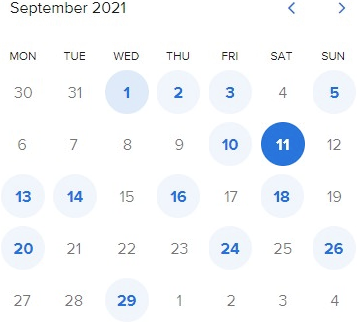 September 2021
MON TUE WED THU FRI SAT SUN
30 31 1 2 3 4 5
6 7 8 9 10 11 12
13 14 15 16 17 18 19
20 21 22 23 24 25 26
27 28 29 1 2 3 4